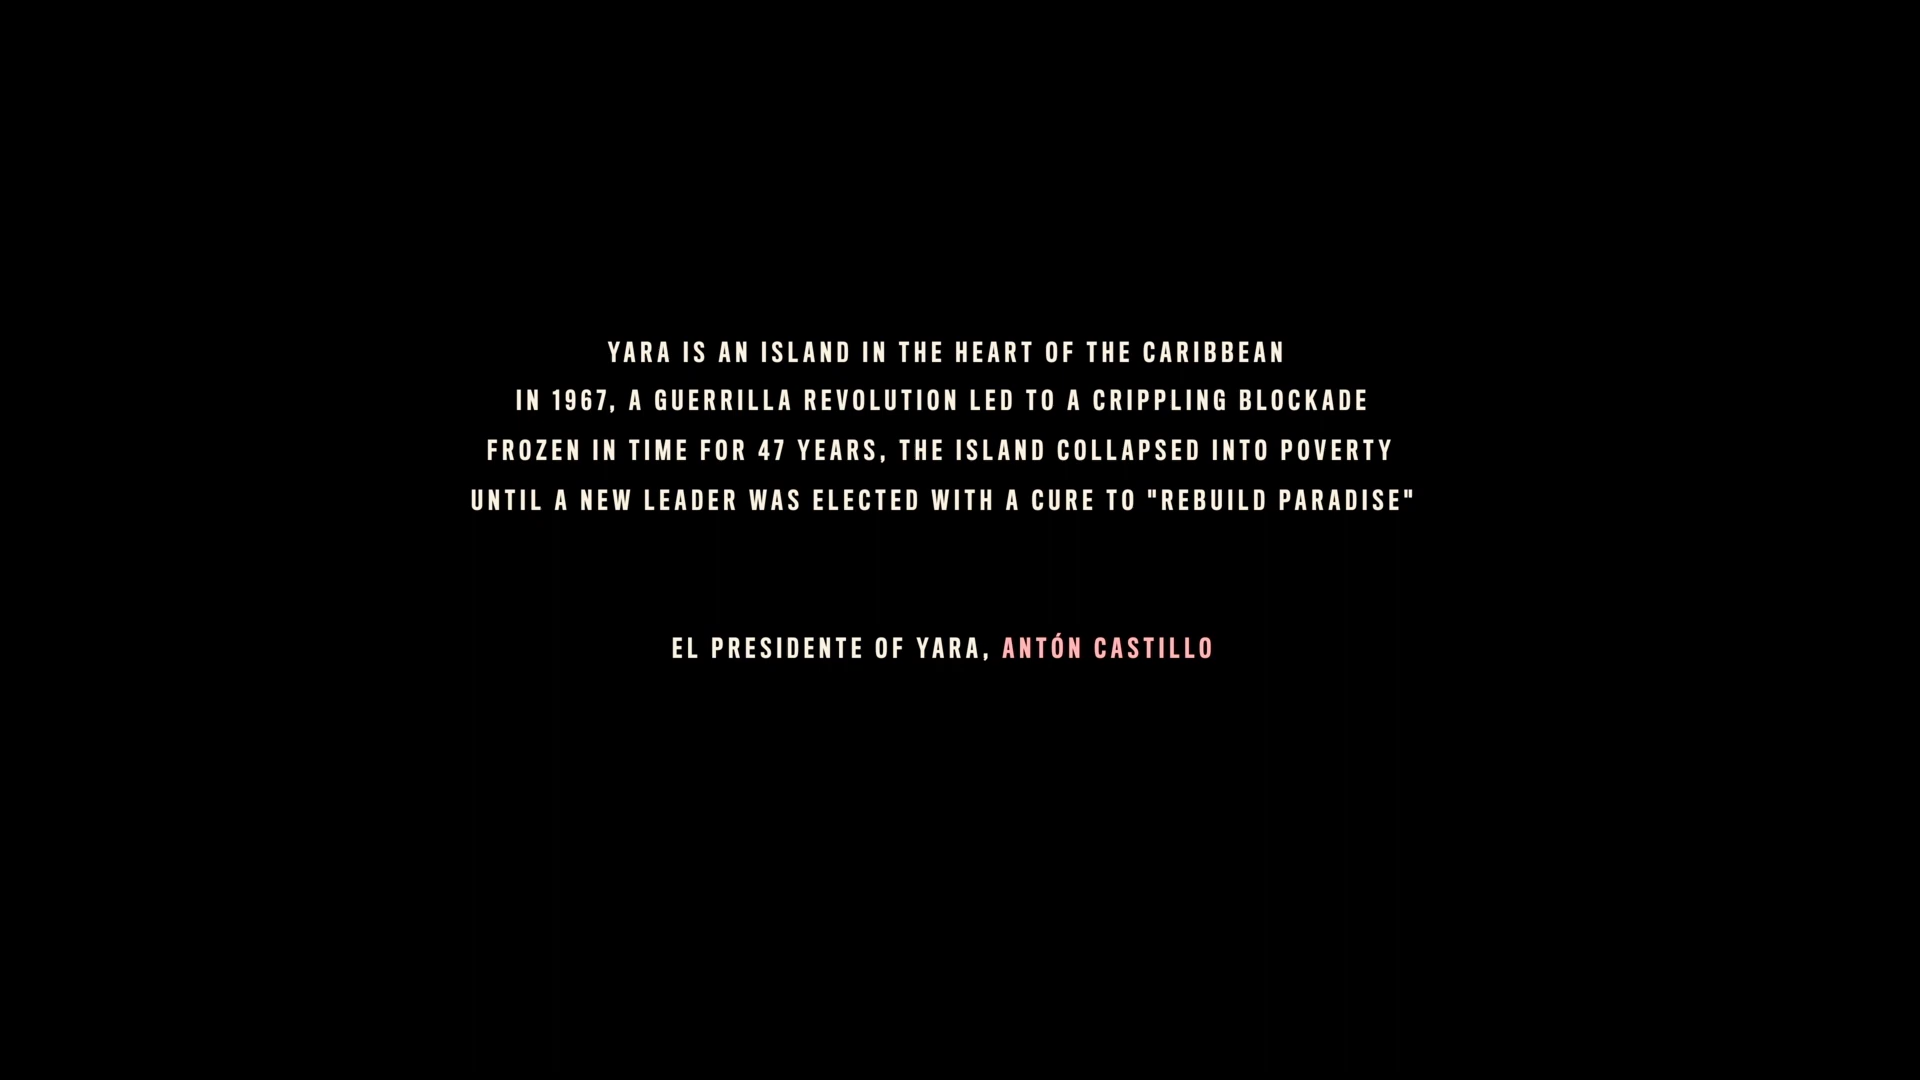 YARA IS AN ISLAND IN THE HEART OF THE CARIBBEAN
IN 1967, A GUERRILLA REVOLUTION LED TO A CRIPPLING BLOCKADE
FROZEN IN TIME FOR 47 YEARS, THE ISLAND COLLAPSED INTO POVERTY
UNTIL A NEW LEADER WAS ELECTED WITH A CURE TO "REBUILD PARADISE"
EL PRESIDENTE OF YARA, ANTÓN CASTILLO